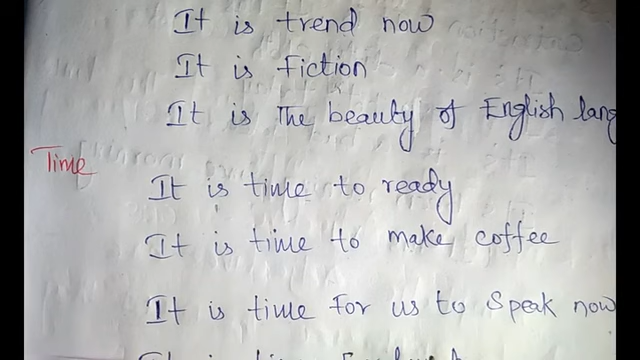 It is trend now
It is fiction
It is The beauty of English lang
Time
It is time to ready
It is time to make coffee
It is time for us to Speak now